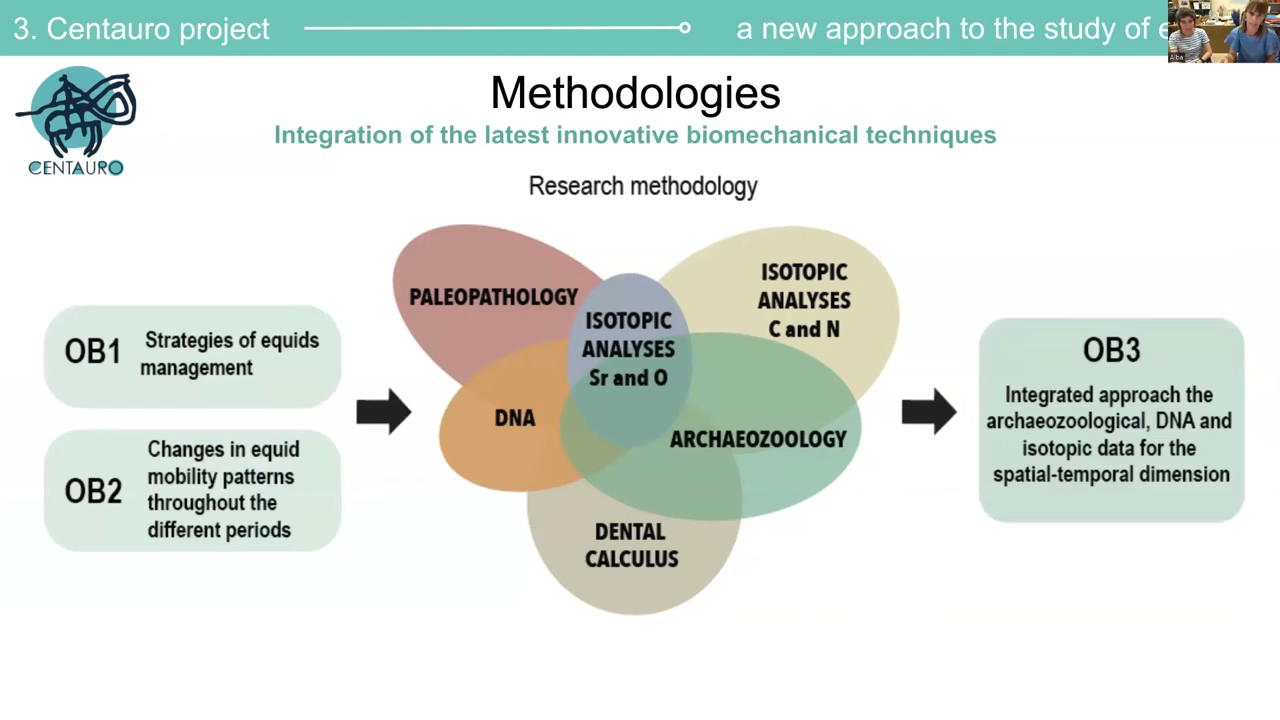 3. Centauro project
a new approach to the study of
Alba
CENTAURO
Methodologies
Integration of the latest innovative biomechanical techniques
Research methodology
OB1
Strategies of equids
management
OB2
Changes in equid
mobility patterns
throughout the
different periods
PALEOPATHOLOGY
ISOTOPIC
ANALYSES
Sr and O
ISOTOPIC
ANALYSES
C and N
DNA
ARCHAEOZOOLOGY
DENTAL
CALCULUS
OB3
Integrated approach the
archaeozoological, DNA and
isotopic data for the
spatial-temporal dimension